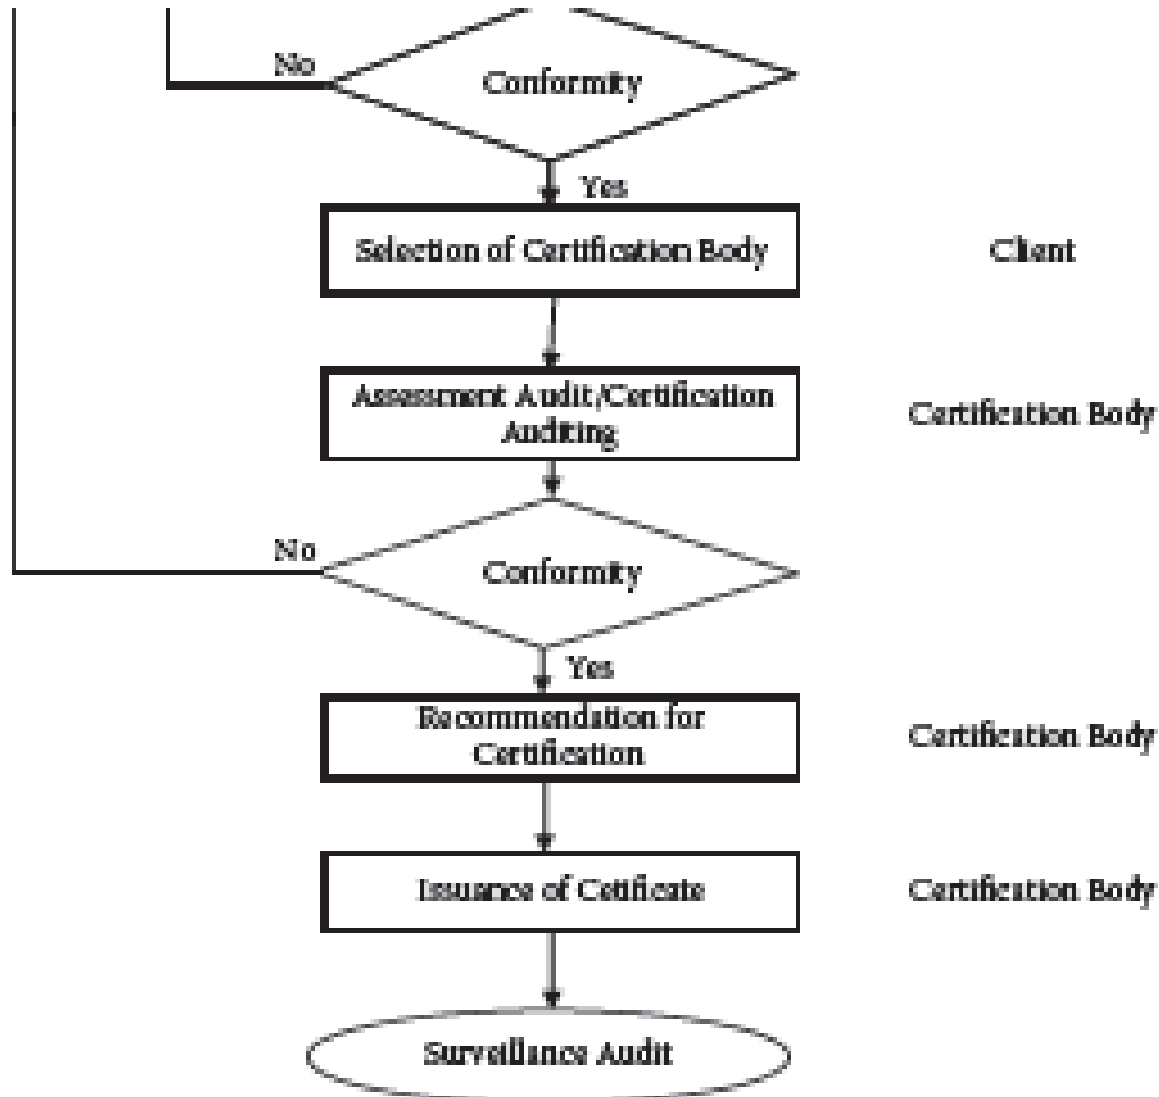 No
Conformity
Yes
Selection of Certification Body
Client
Assessment Audit/Certification
Auditing
Certification Body
No
Conformity
Yes
Recommendation for
Certification
Certification Body
Issuance of Cetificate
Certification Body
Surveillance Audit